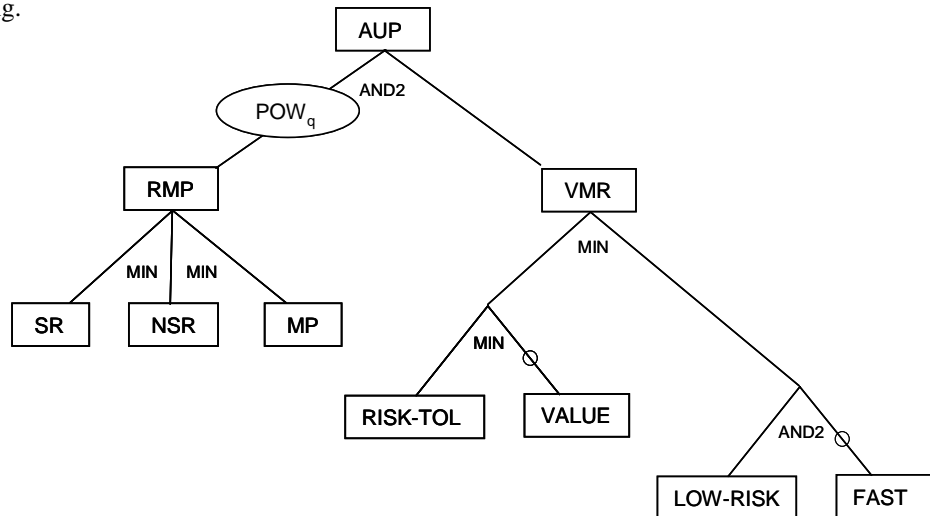 AUP
AND2
POWq
RMP
VMR
MIN
MIN MIN
SR NSR MP
MIN
RISK-TOL VALUE
AND2
LOW-RISK FAST